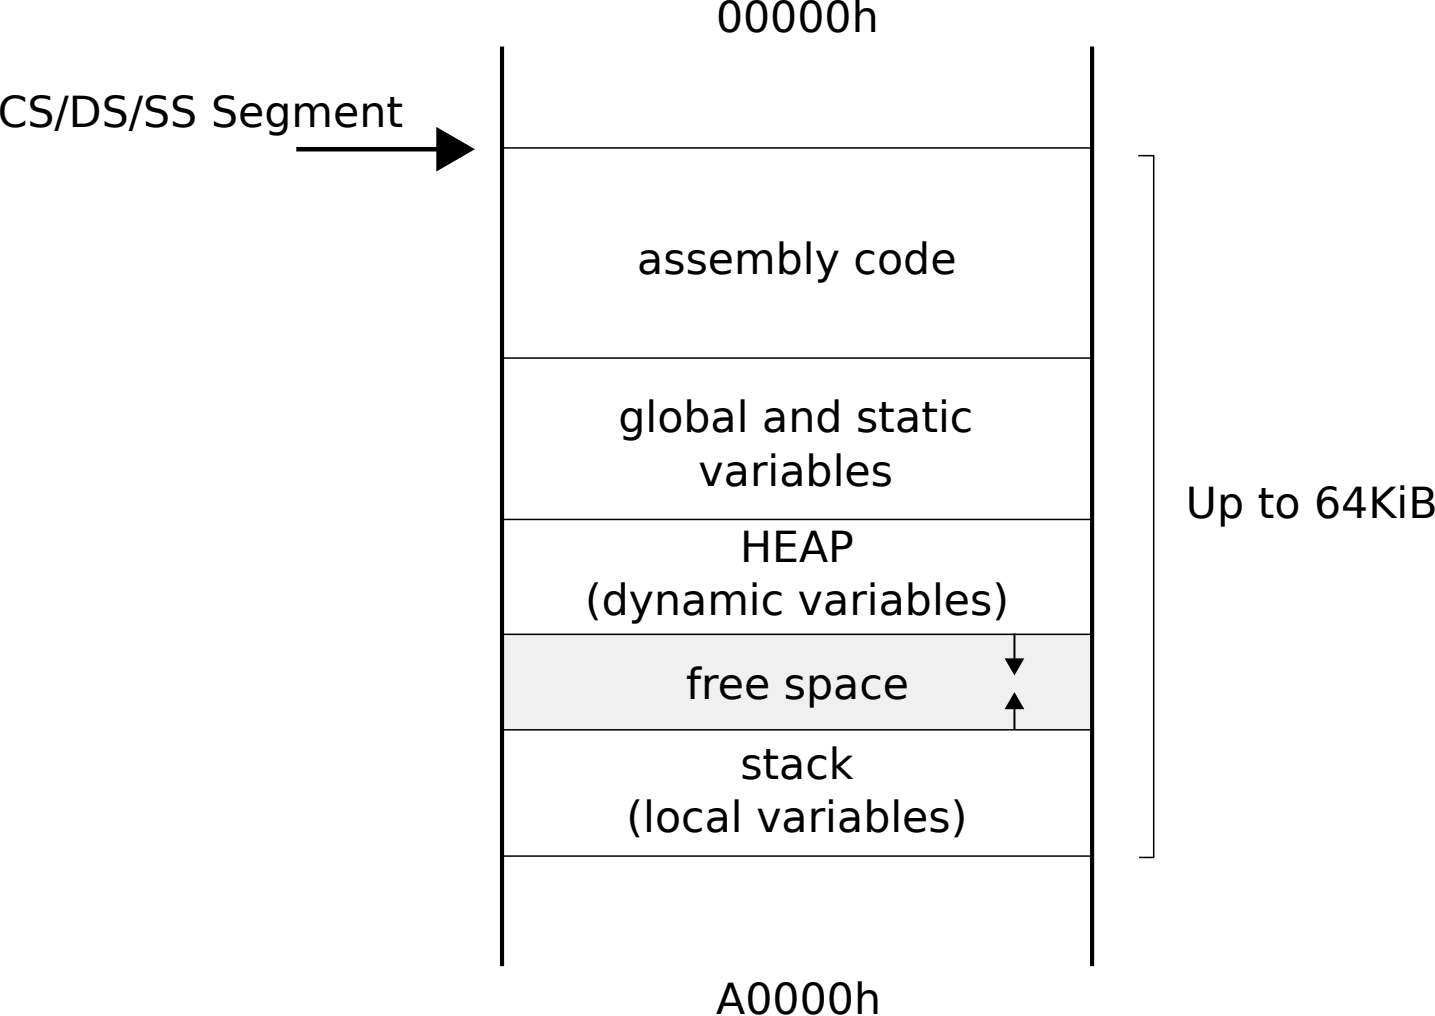 00000h
CS/DS/SS Segment
assembly code
global and static
variables
HEAP
(dynamic variables)
free space
stack
(local variables)
Up to 64KiB
A0000h